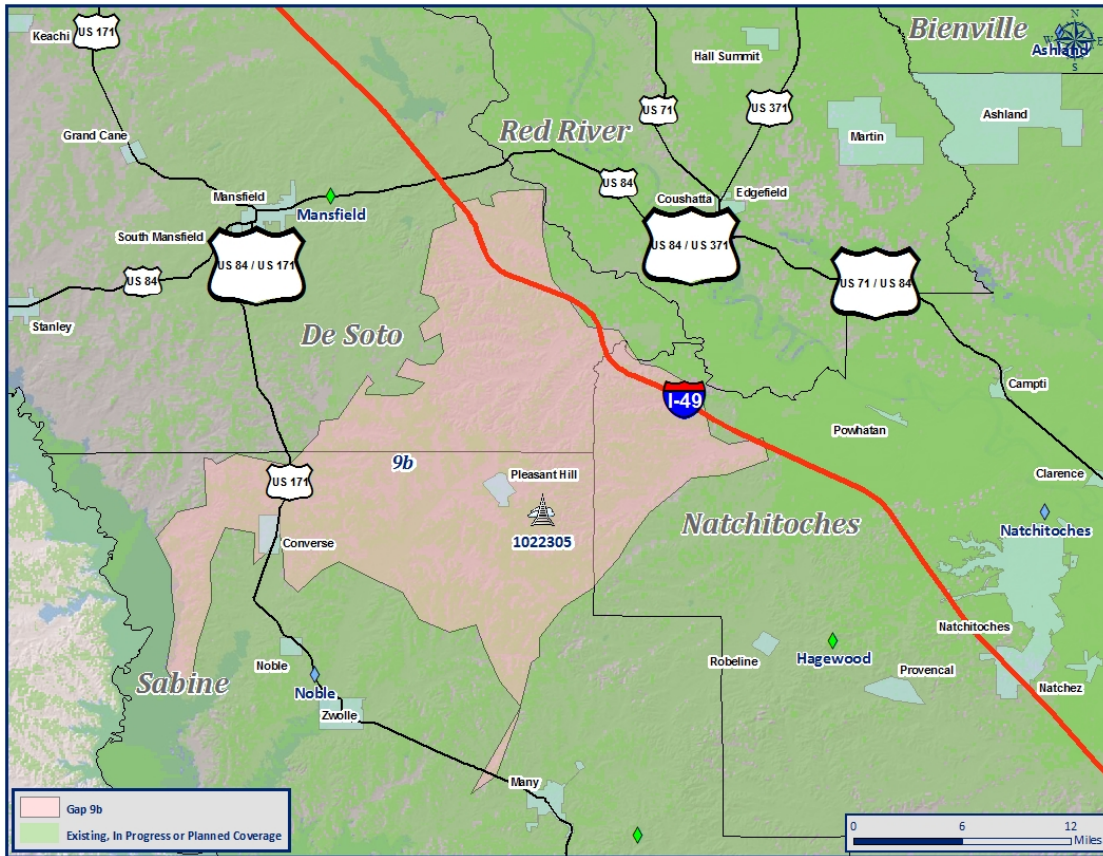 Keachi
US 171
Bienville
N
W
E
S
Ashland
Hall Summit
US 71
US 371
Ashland
Grand Cane
Red River
Martin
US 84
Mansfield
Mansfield
Coushatta
Edgefield
South Mansfield
US 84 / US 171
US 84 / US 371
US 84
US 71 / US 84
Stanley
De Soto
I-49
Campti
Powhatan
9b
Pleasant Hill
US 171
Clarence
1022305
Natchitoches
Natchitoches
Converse
Natchitoches
Noble
Robeline
Hagewood
Provencal
Sabine
Noble
Natchez
Zwolle
Many
Gap 9b
Existing, In Progress or Planned Coverage
0 6 12
Miles